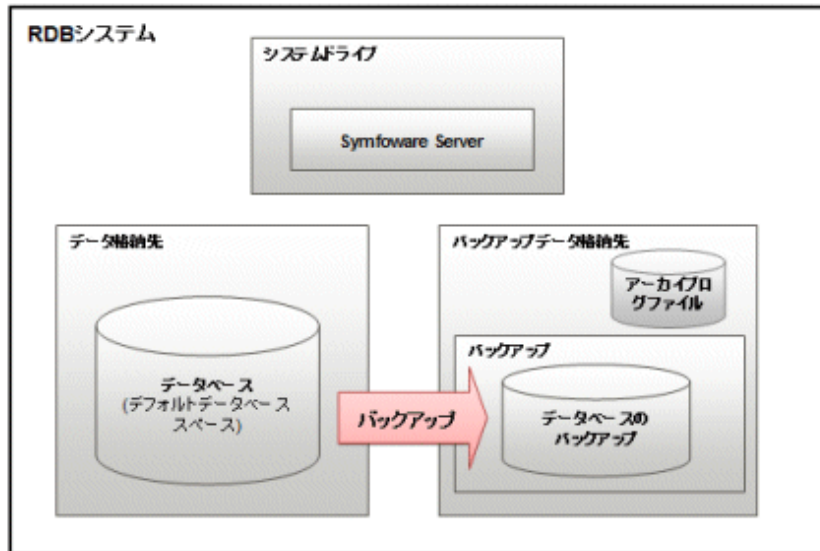 RDBシステム
システムドライブ
Symfoware Server
データ格納先
データベース
(デフォルトデータベース
スペース)
バックアップ
バックアップデータ格納先
アーカイブロ
グファイル
バックアップ
データベースの
バックアップ